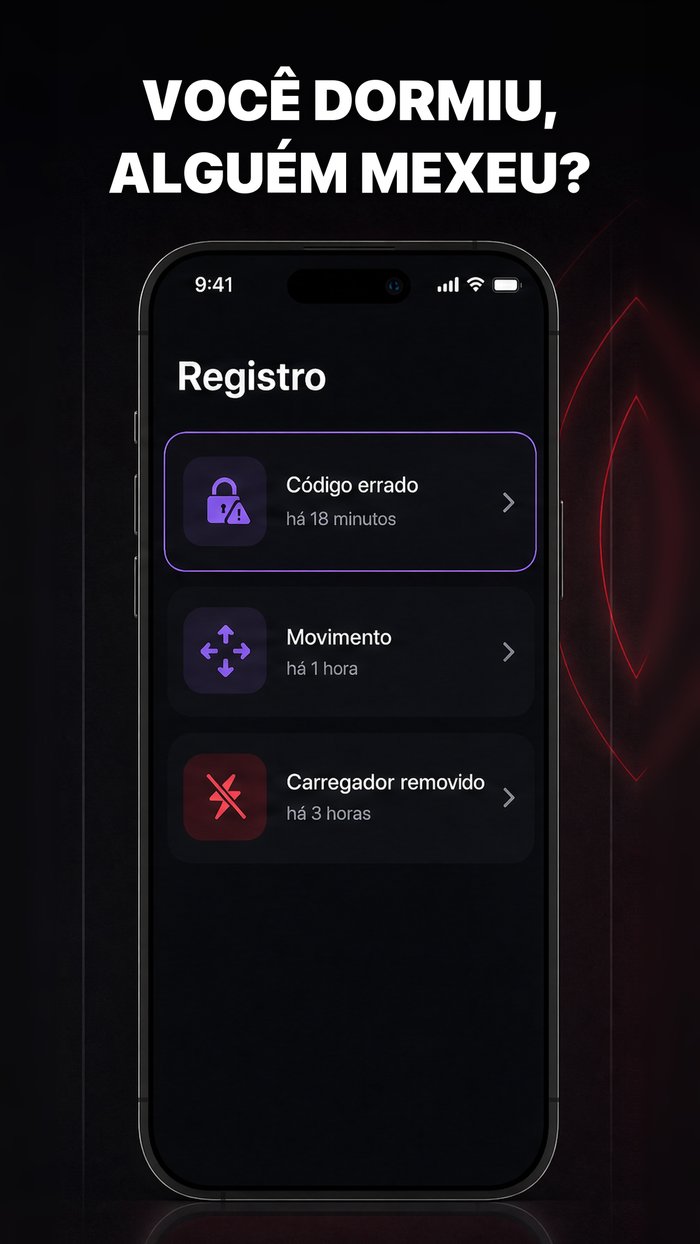 VOCÊ DORMIU,
ALGUÉM MEXEU?
9:41
Registro
Código errado
há 18 minutos
Movimento
há 1 hora
Carregador removido
há 3 horas